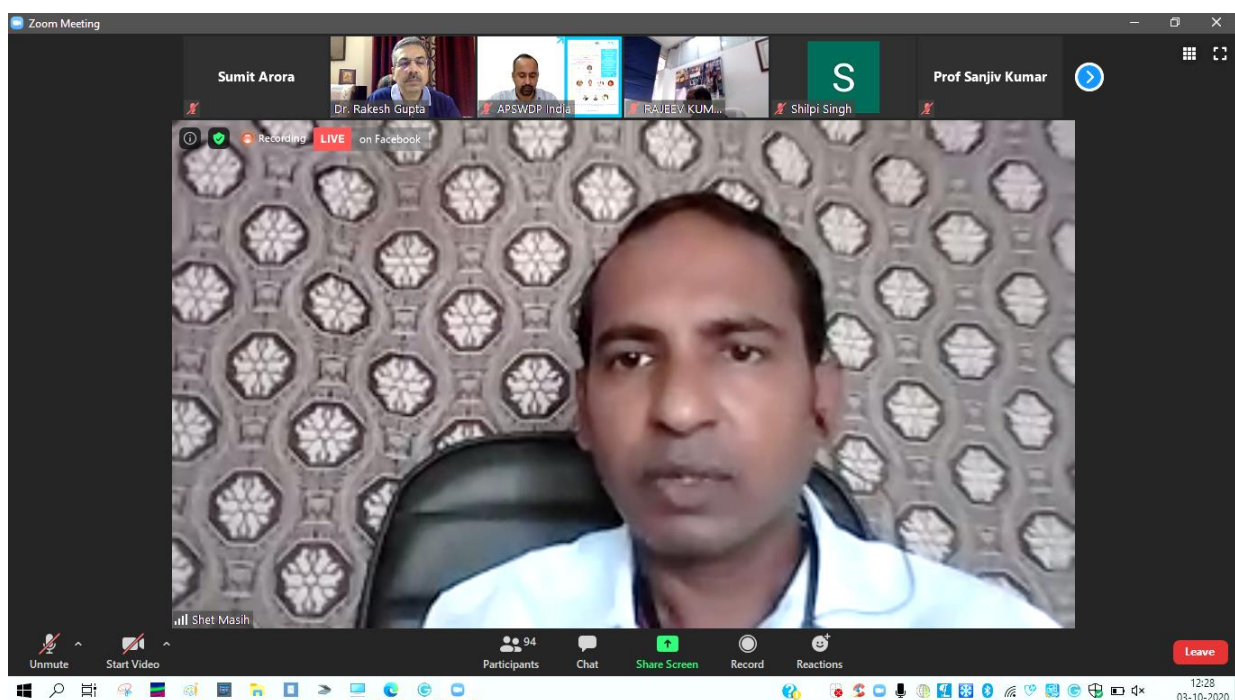 Zoom Meeting
Sumit Arora
Dr. Rakesh Gupta
APSWDP India
RAJEEV KUM...
S
Shilpi Singh
Prof Sanjiv Kumar
Recording
LIVE on Facebook
Shet Masih
Unmute
Start Video
94
Participants
Chat
Share Screen
Record
Reactions
Leave
12:28
03-10-2020